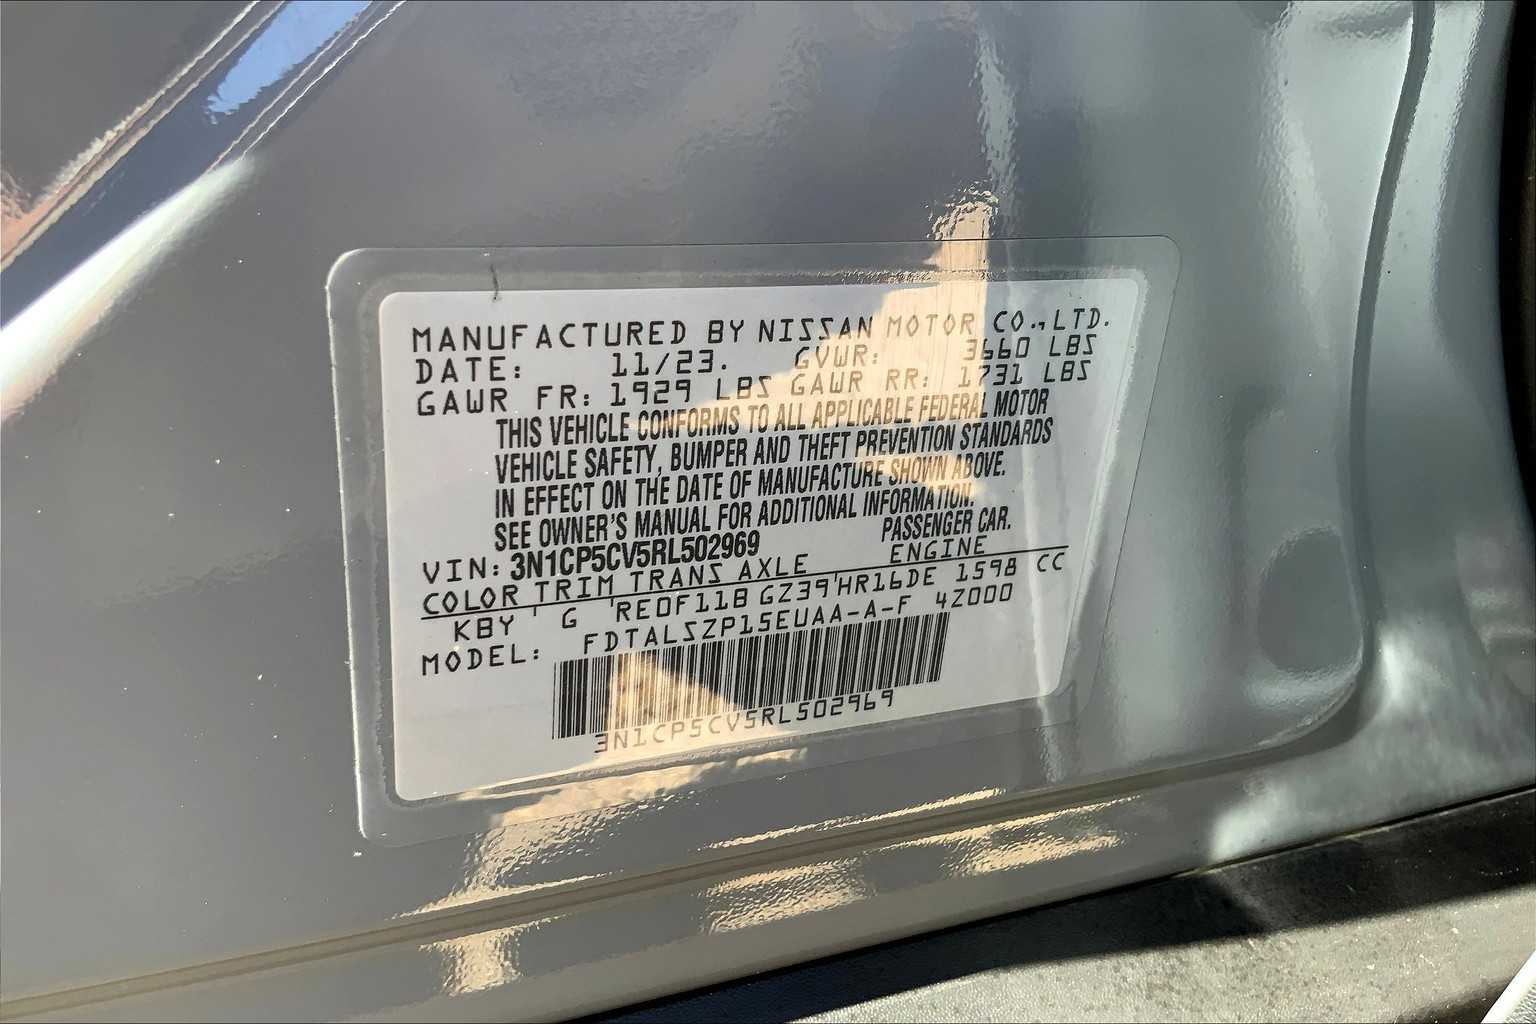 MANUFACTURED BY NISSAN MOTOR CO., LTD.
DATE: 11/23. GVWR: 3660 LBS
GAWR FR: 1929 LBS GAWR RR: 1731 LBS
THIS VEHICLE CONFORMS TO ALL APPLICABLE FEDERAL MOTOR
VEHICLE SAFETY, BUMPER AND THEFT PREVENTION STANDARDS
IN EFFECT ON THE DATE OF MANUFACTURE SHOWN ABOVE.
SEE OWNER'S MANUAL FOR ADDITIONAL INFORMATION.
VIN: 3N1CP5CV5RL502969 PASSENGER CAR.
COLOR TRIM TRANS AXLE ENGINE
KBY ' G 'RE0F11B GZ39'HR16DE 1598 CC
MODEL: FDTALSZP15EUAA-A-F 4Z000
3N1CP5CV5RL502969